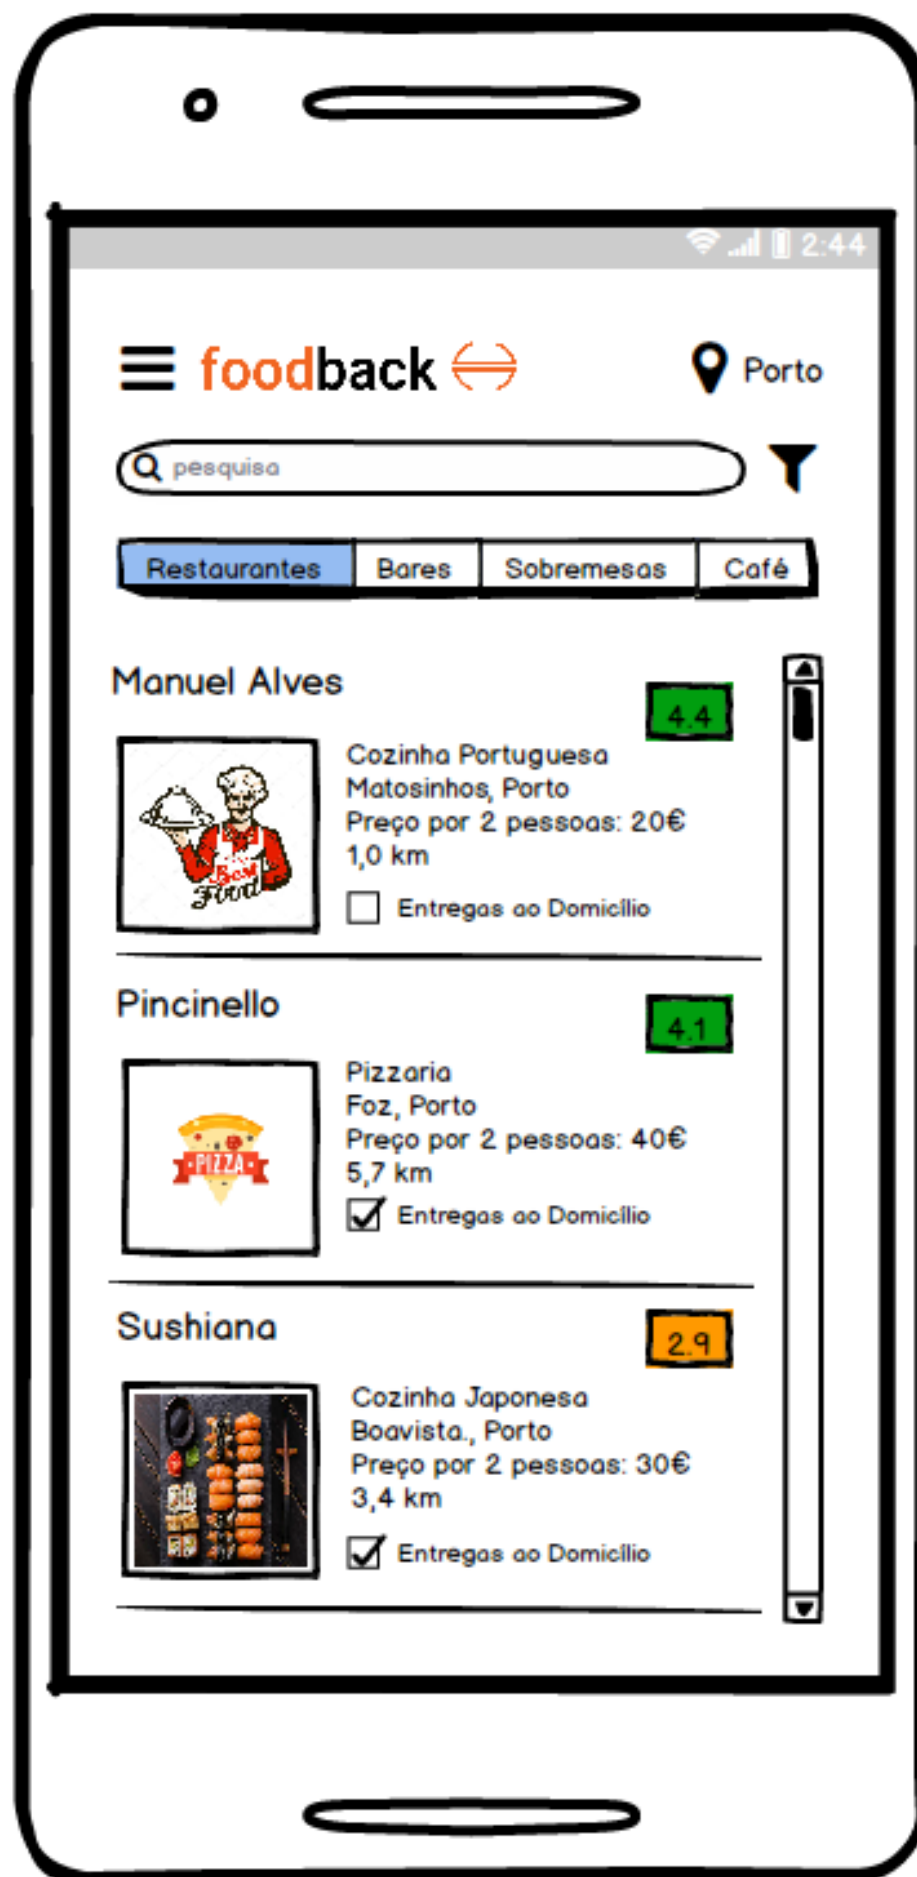 2:44
foodback
Porto
pesquisa
Restaurantes Bares Sobremesas Café
Manuel Alves
4.4
Cozinha Portuguesa
Matosinhos, Porto
Preço por 2 pessoas: 20€
1,0 km
Entregas ao Domicílio
Best
Food
Pincinello
4.1
Pizzaria
Foz, Porto
Preço por 2 pessoas: 40€
5,7 km
Entregas ao Domicílio
PIZZA
Sushiana
2.9
Cozinha Japonesa
Boavista., Porto
Preço por 2 pessoas: 30€
3,4 km
Entregas ao Domicílio